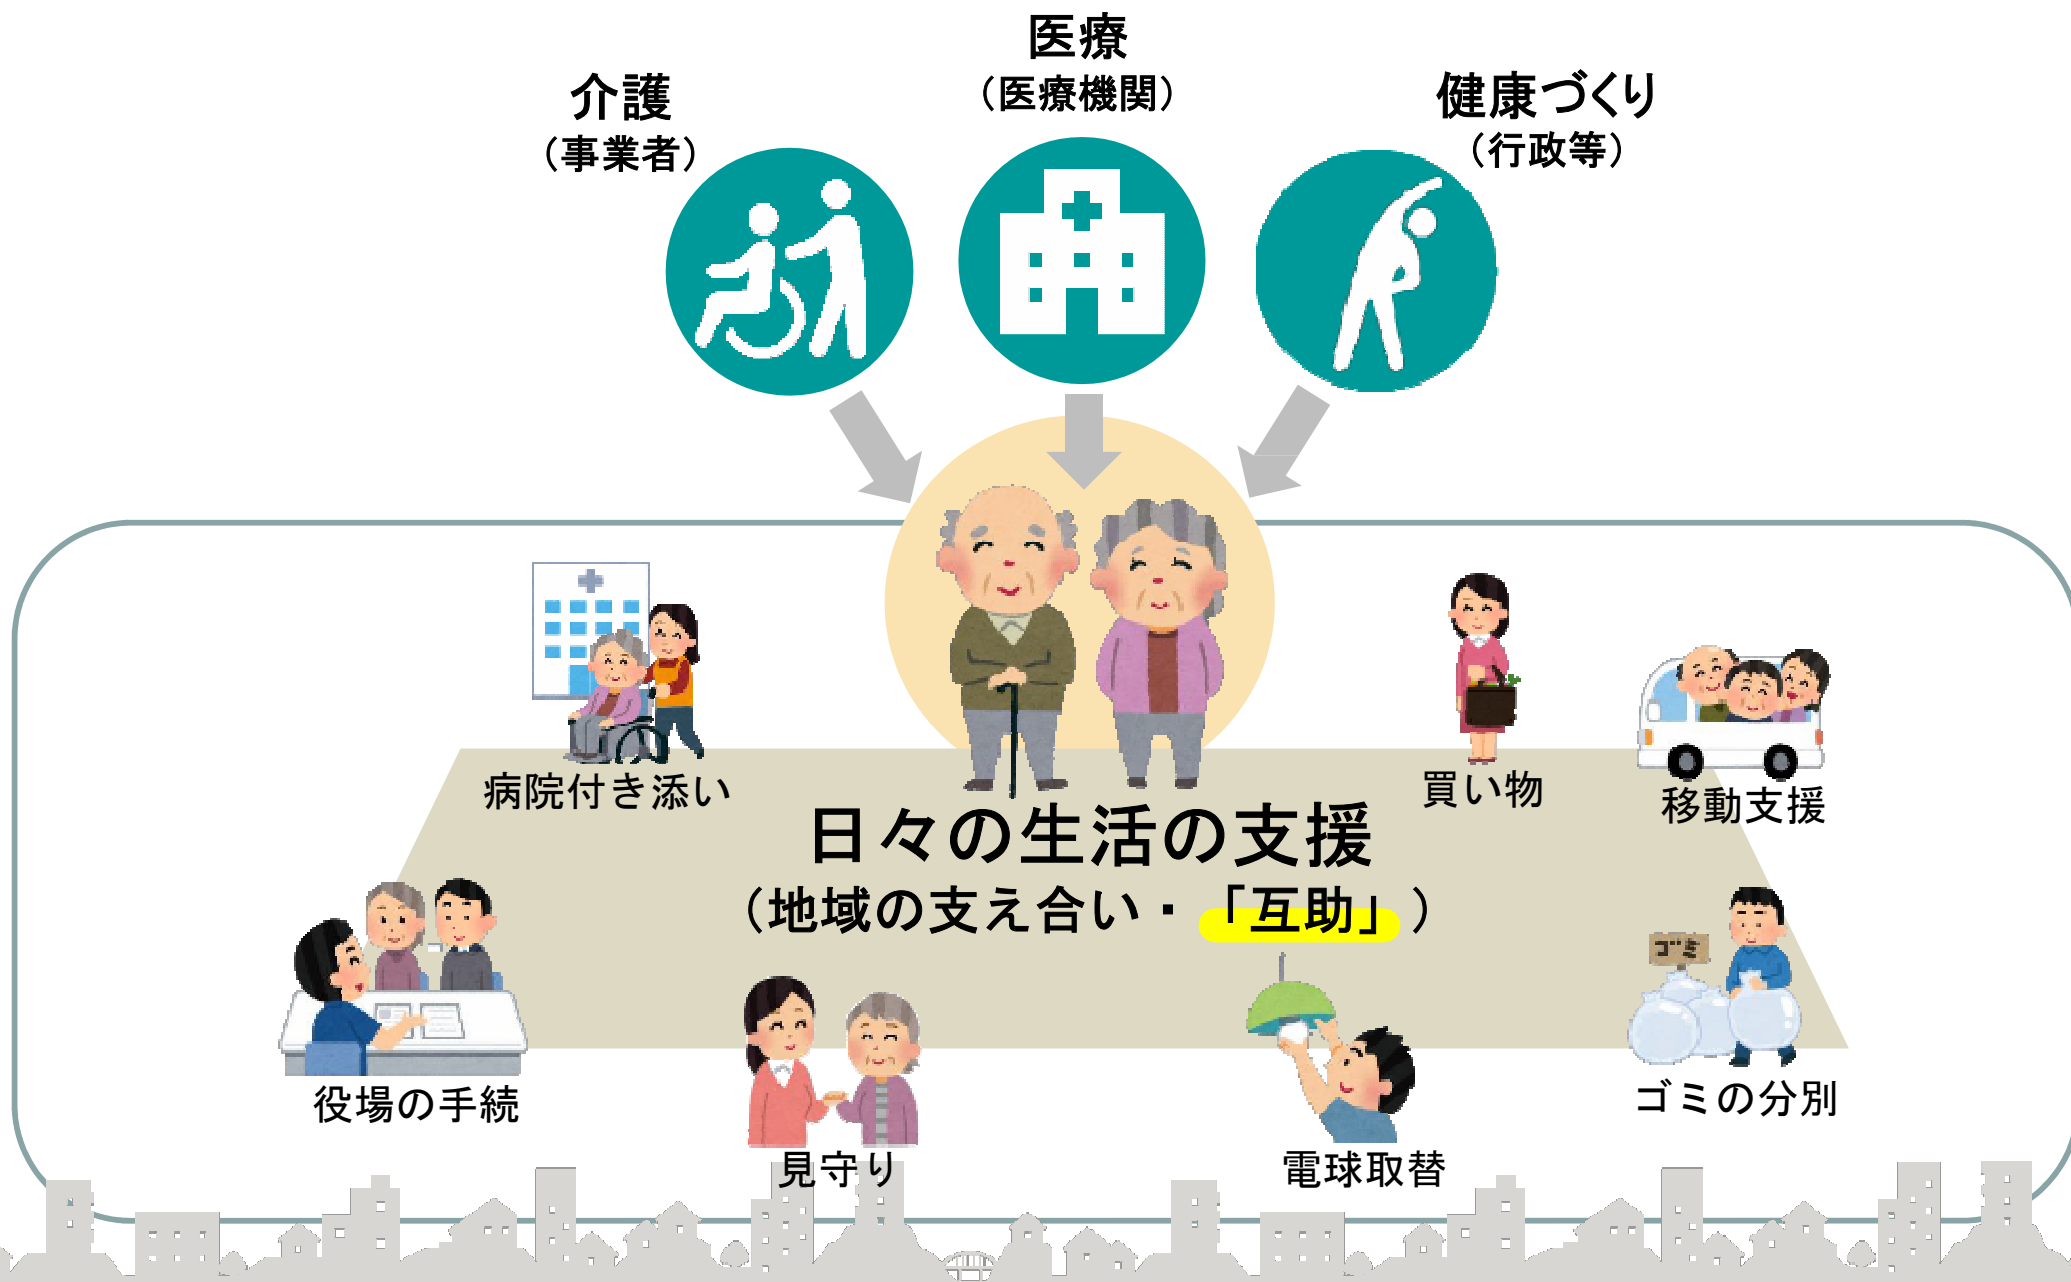 医療
（医療機関）
介護
（事業者）
健康づくり
（行政等）
病院付き添い
買い物
移動支援
日々の生活の支援
（地域の支え合い・「互助」）
ゴミ
役場の手続
見守り
電球取替
ゴミの分別